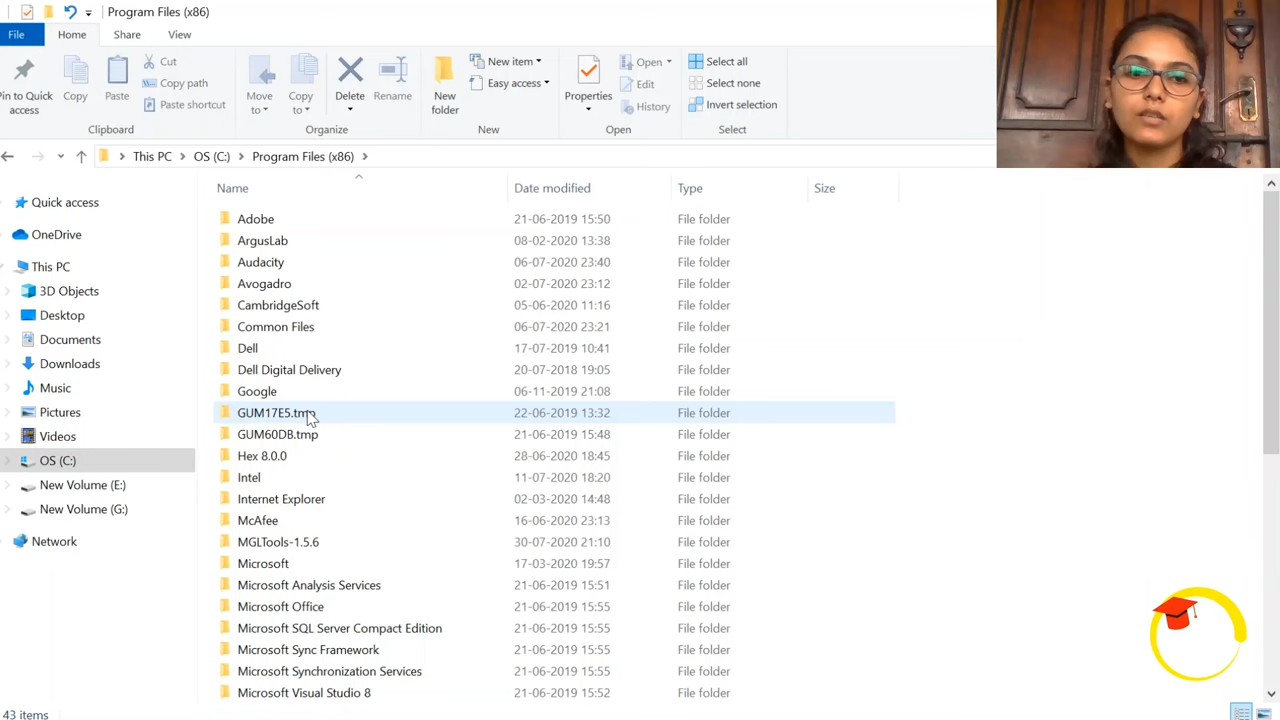 Program Files (x86)
File
Home
Share
View
Pin to Quick access
Copy
Paste
Cut
Copy path
Paste shortcut
Move to
Copy to
Delete
Rename
New folder
New item
Easy access
Properties
Open
Edit
History
Select all
Select none
Invert selection
Clipboard
Organize
New
Open
Select
This PC > OS (C:) > Program Files (x86) >
Name Date modified Type Size
Quick access
OneDrive
This PC
3D Objects
Desktop
Documents
Downloads
Music
Pictures
Videos
OS (C:)
New Volume (E:)
New Volume (G:)
Network
Adobe 21-06-2019 15:50 File folder
ArgusLab 08-02-2020 13:38 File folder
Audacity 06-07-2020 23:40 File folder
Avogadro 02-07-2020 23:12 File folder
CambridgeSoft 05-06-2020 11:16 File folder
Common Files 06-07-2020 23:21 File folder
Dell 17-07-2019 10:41 File folder
Dell Digital Delivery 20-07-2018 19:05 File folder
Google 06-11-2019 21:08 File folder
GUM17E5.tmp 22-06-2019 13:32 File folder
GUM60DB.tmp 21-06-2019 15:48 File folder
Hex 8.0.0 28-06-2020 18:45 File folder
Intel 11-07-2020 18:20 File folder
Internet Explorer 02-03-2020 14:48 File folder
McAfee 16-06-2020 23:13 File folder
MGLTools-1.5.6 30-07-2020 21:10 File folder
Microsoft 17-03-2020 19:57 File folder
Microsoft Analysis Services 21-06-2019 15:51 File folder
Microsoft Office 21-06-2019 15:55 File folder
Microsoft SQL Server Compact Edition 21-06-2019 15:55 File folder
Microsoft Sync Framework 21-06-2019 15:55 File folder
Microsoft Synchronization Services 21-06-2019 15:55 File folder
Microsoft Visual Studio 8 21-06-2019 15:52 File folder
43 items